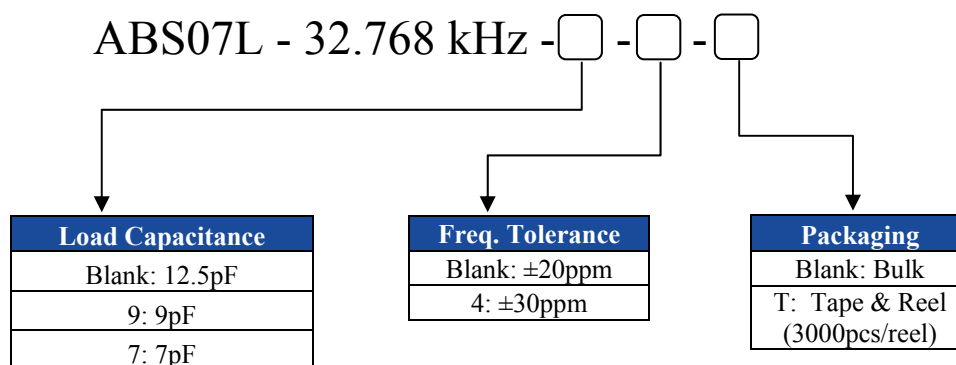 ABS07L - 32.768 kHz - - -
Load Capacitance
Blank: 12.5pF
9: 9pF
7: 7pF
Freq. Tolerance
Blank: ±20ppm
4: ±30ppm
Packaging
Blank: Bulk
T: Tape & Reel
(3000pcs/reel)